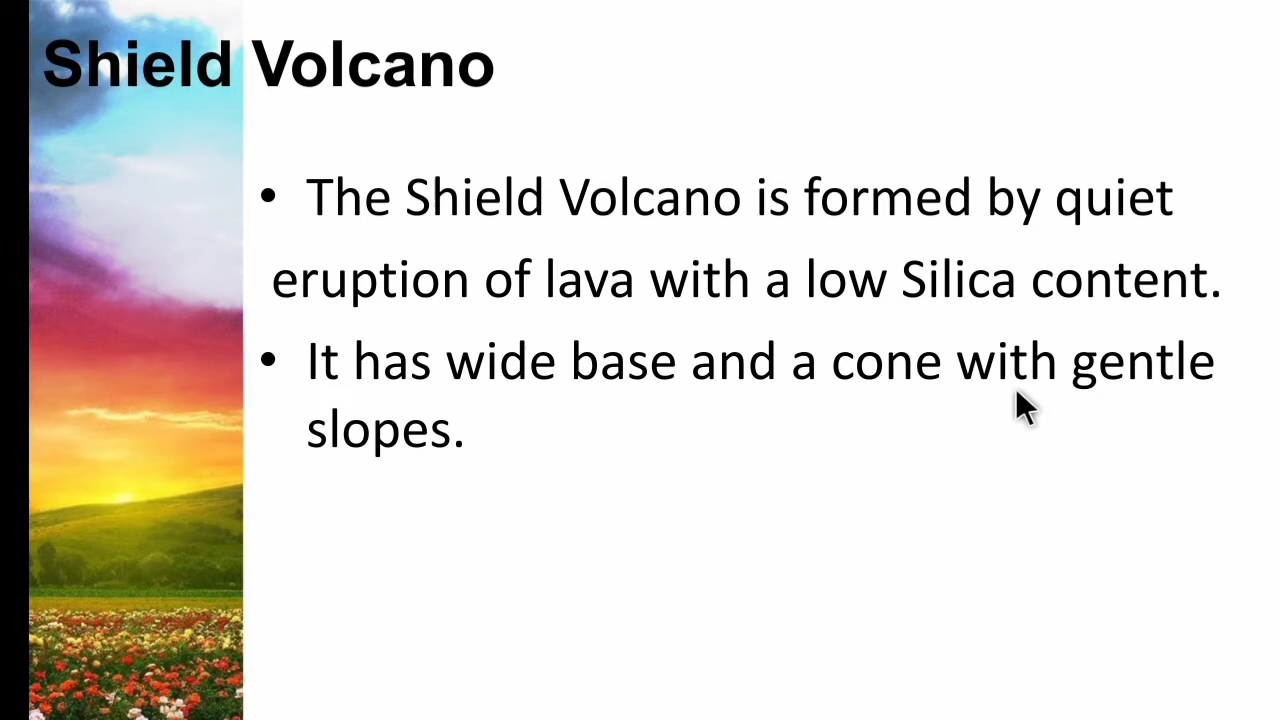 Shield Volcano
• The Shield Volcano is formed by quiet
eruption of lava with a low Silica content.
• It has wide base and a cone with gentle
slopes.